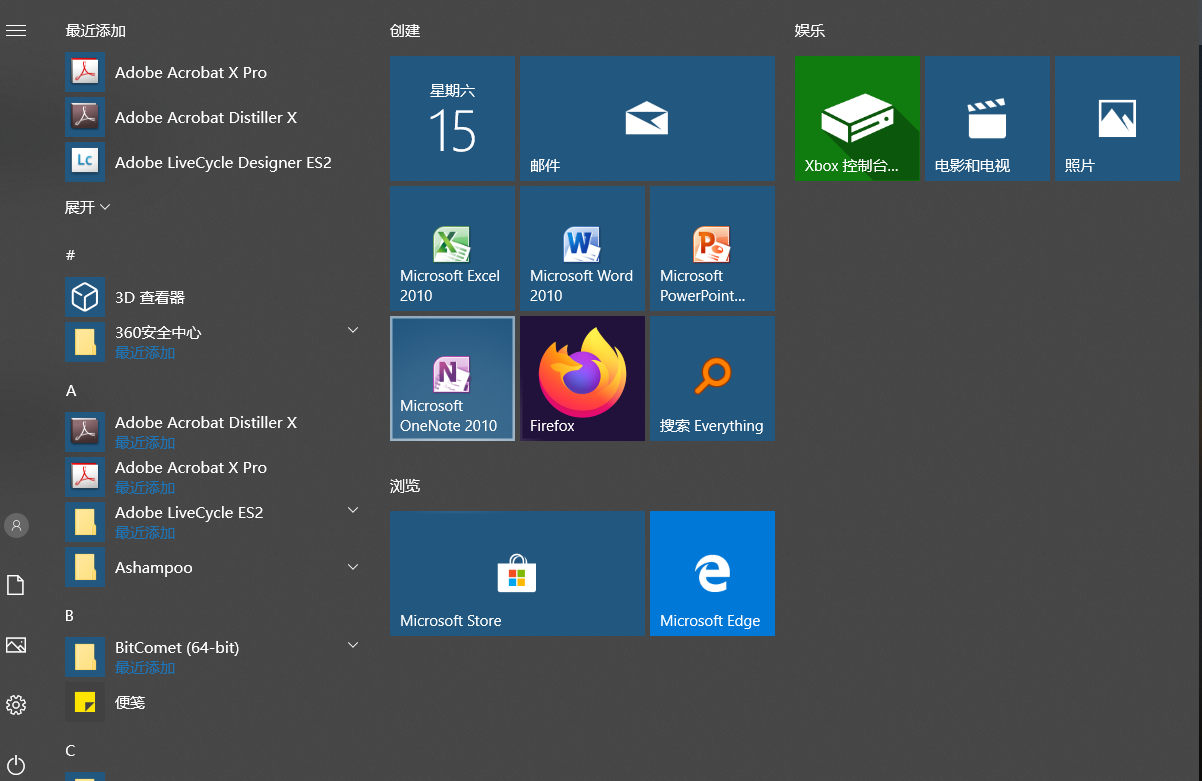 最近添加
Adobe Acrobat X Pro
Adobe Acrobat Distiller X
Lc
Adobe LiveCycle Designer ES2
展开
#
3D 查看器
360安全中心
最近添加
A
Adobe Acrobat Distiller X
最近添加
Adobe Acrobat X Pro
最近添加
Adobe LiveCycle ES2
最近添加
Ashampoo
B
BitComet (64-bit)
最近添加
便笺
C
创建
星期六
15
邮件
Microsoft Excel
2010
Microsoft Word
2010
Microsoft
PowerPoint...
Microsoft
OneNote 2010
Firefox
搜索 Everything
浏览
Microsoft Store
Microsoft Edge
娱乐
Xbox 控制台...
电影和电视
照片